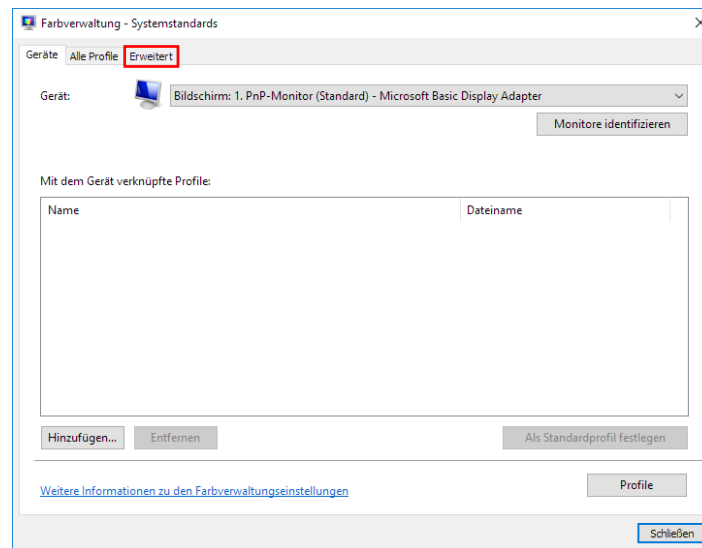 Farbverwaltung - Systemstandards
Geräte Alle Profile Erweitert
Gerät: Bildschirm: 1. PnP-Monitor (Standard) - Microsoft Basic Display Adapter
Monitore identifizieren
Mit dem Gerät verknüpfte Profile:
Name Dateiname
Hinzufügen... Entfernen Als Standardprofil festlegen
Weitere Informationen zu den Farbverwaltungseinstellungen Profile
Schließen